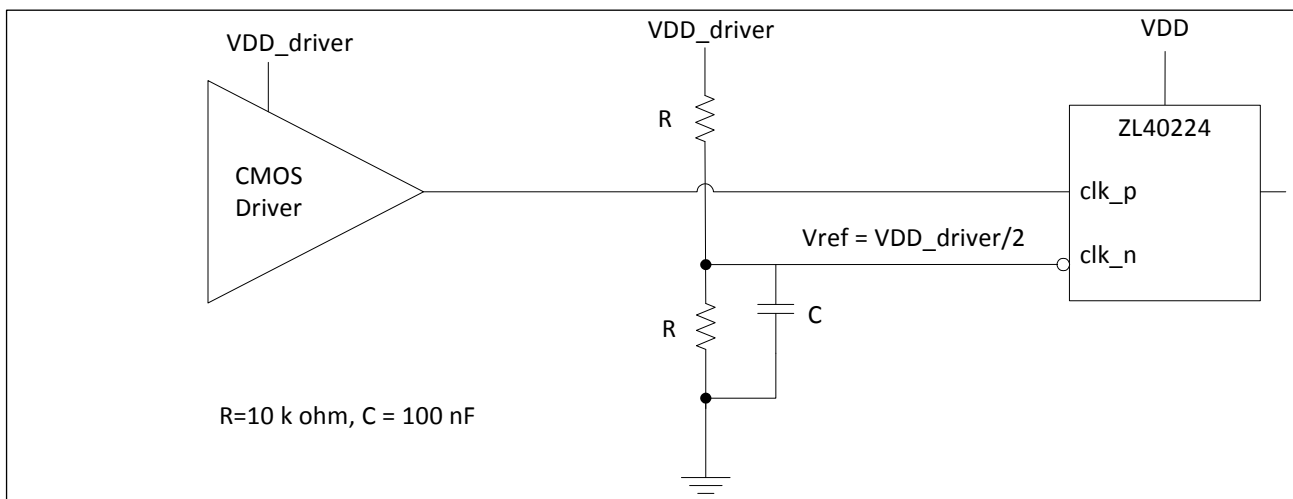 VDD_driver
VDD_driver
VDD
R
ZL40224
CMOS
Driver
clk_p
Vref = VDD_driver/2
clk_n
R
C
R=10 k ohm, C = 100 nF